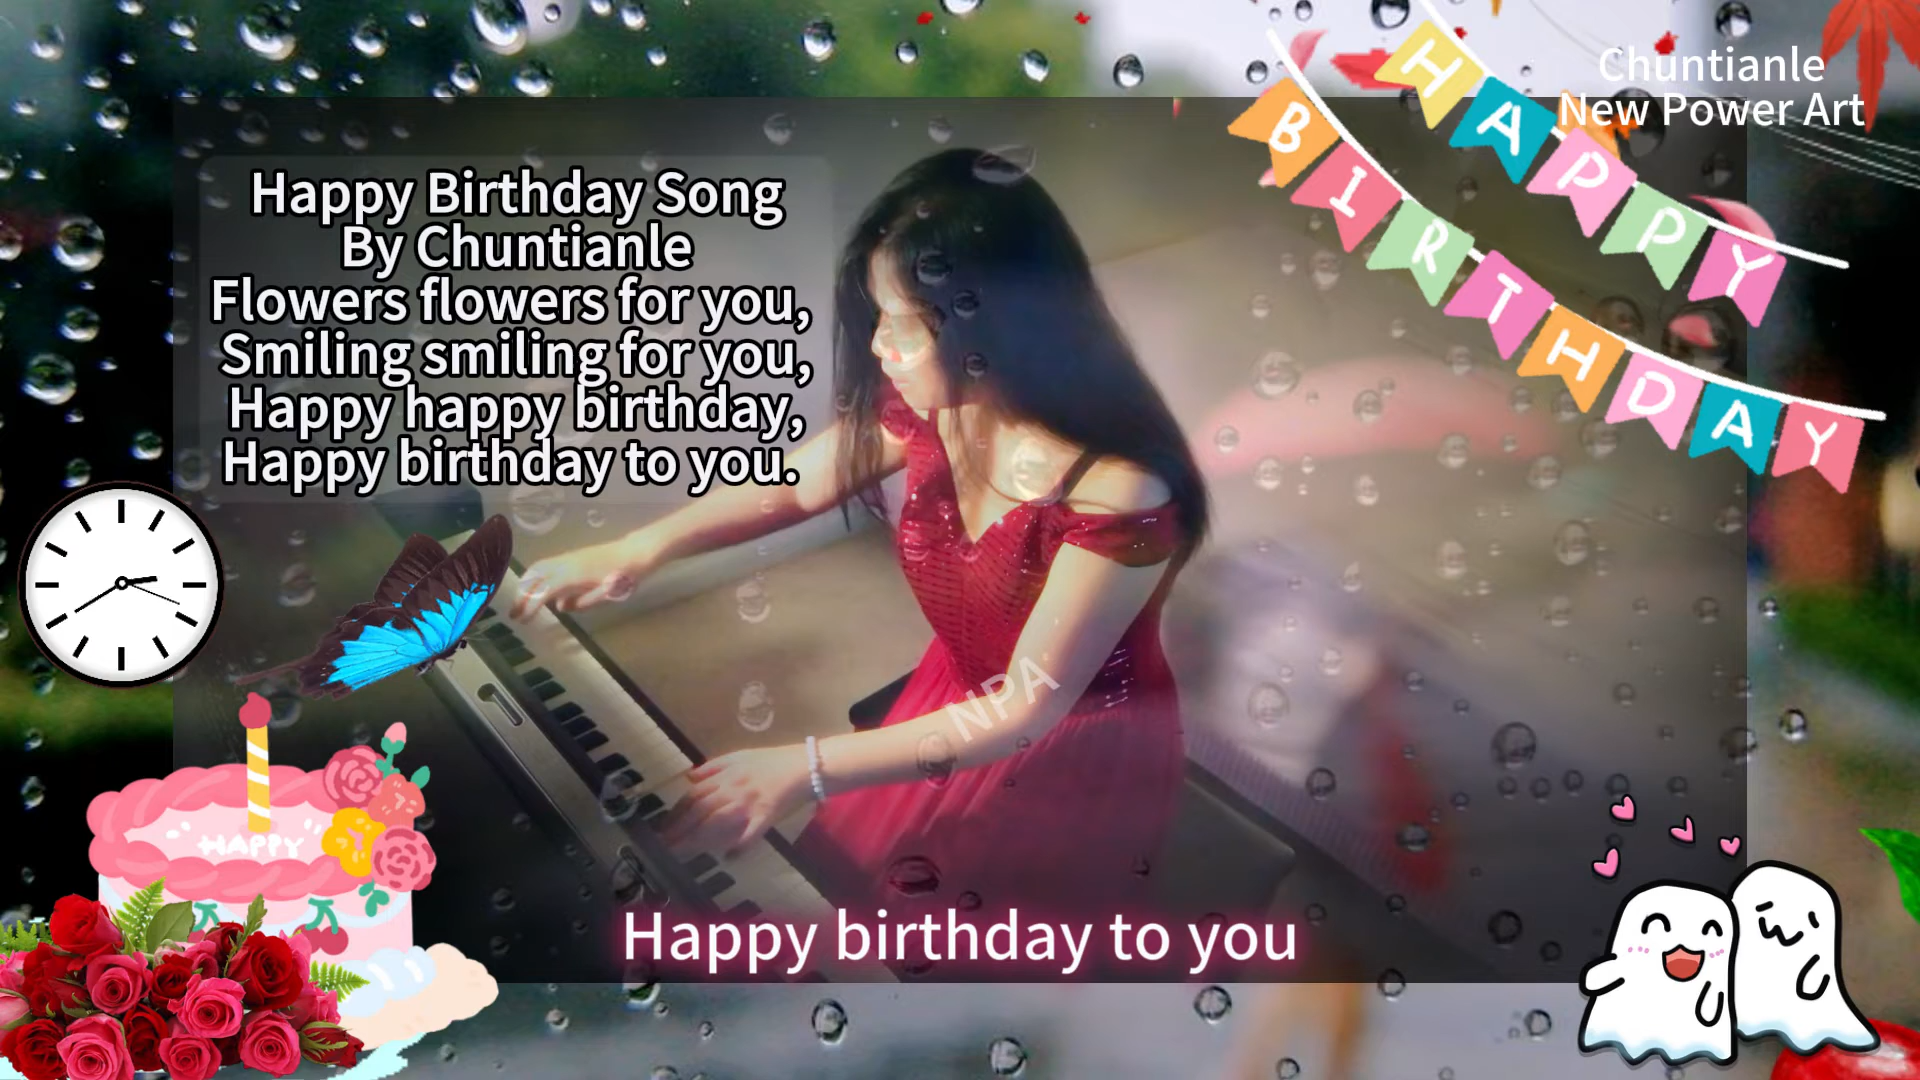 Chuntianle
New Power Art
HAPPY
BIRTHDAY
Happy Birthday Song
By Chuntianle
Flowers flowers for you,
Smiling smiling for you,
Happy happy birthday,
Happy birthday to you.
NPA
HAPPY
Happy birthday to you